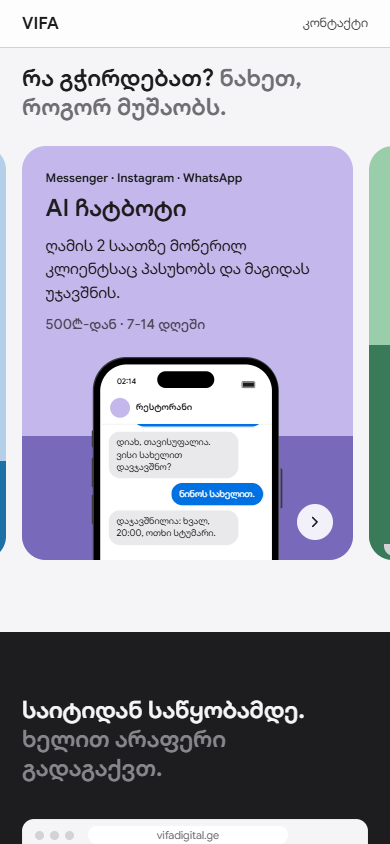 VIFA
კონტაქტი
რა გჭირდებათ? ნახეთ,
როგორ მუშაობს.
Messenger · Instagram · WhatsApp
AI ჩატბოტი
ღამის 2 საათზე მოწერილ
კლიენტსაც პასუხობს და მაგიდას
უჯავშნის.
500₾-დან · 7-14 დღეში
02:14
რესტორანი
დიახ, თავისუფალია.
ვისი სახელით
დავჯავშნო?
ნინოს სახელით.
დაჯავშნილია: ხვალ,
20:00, ოთხი სტუმარი.
საიტიდან საწყობამდე.
ხელით არაფერი
გადაგაქვთ.
vifadigital.ge